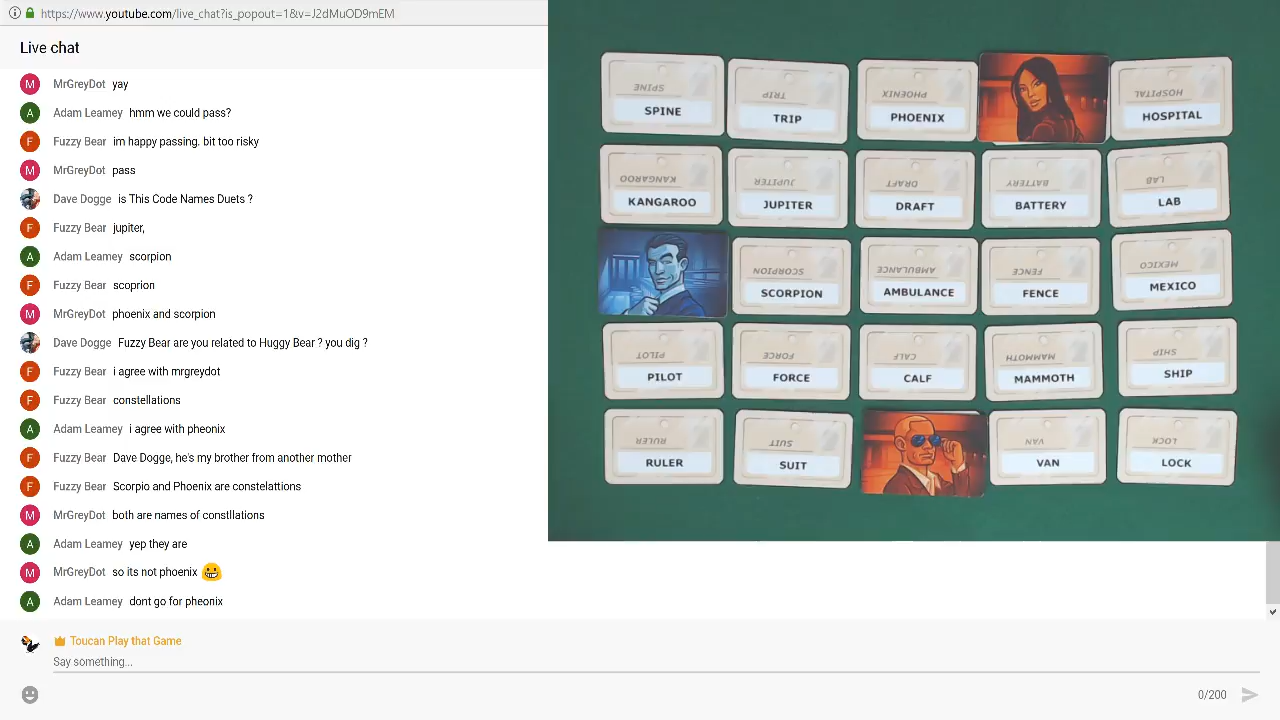 https://www.youtube.com/live_chat?is_popout=1&v=J2dMuOD9mEM
Live chat
MrGreyDot yay
Adam Leamey hmm we could pass?
Fuzzy Bear im happy passing. bit too risky
MrGreyDot pass
Dave Dogge is This Code Names Duets ?
Fuzzy Bear jupiter,
Adam Leamey scorpion
Fuzzy Bear scoprion
MrGreyDot phoenix and scorpion
Dave Dogge Fuzzy Bear are you related to Huggy Bear ? you dig ?
Fuzzy Bear i agree with mrgreydot
Fuzzy Bear constellations
Adam Leamey i agree with pheonix
Fuzzy Bear Dave Dogge, he's my brother from another mother
Fuzzy Bear Scorpio and Phoenix are constelattions
MrGreyDot both are names of constllations
Adam Leamey yep they are
MrGreyDot so its not phoenix 😀
Adam Leamey dont go for pheonix
Toucan Play that Game
Say something...
0/200
SPINE
SPINE
TRIP
TRIP
PHOENIX
PHOENIX
HOSPITAL
HOSPITAL
KANGAROO
KANGAROO
JUPITER
JUPITER
DRAFT
DRAFT
BATTERY
BATTERY
LAB
LAB
SCORPION
SCORPION
AMBULANCE
AMBULANCE
FENCE
FENCE
MEXICO
MEXICO
PILOT
PILOT
FORCE
FORCE
CALF
CALF
MAMMOTH
MAMMOTH
SHIP
SHIP
RULER
RULER
SUIT
SUIT
VAN
VAN
LOCK
LOCK